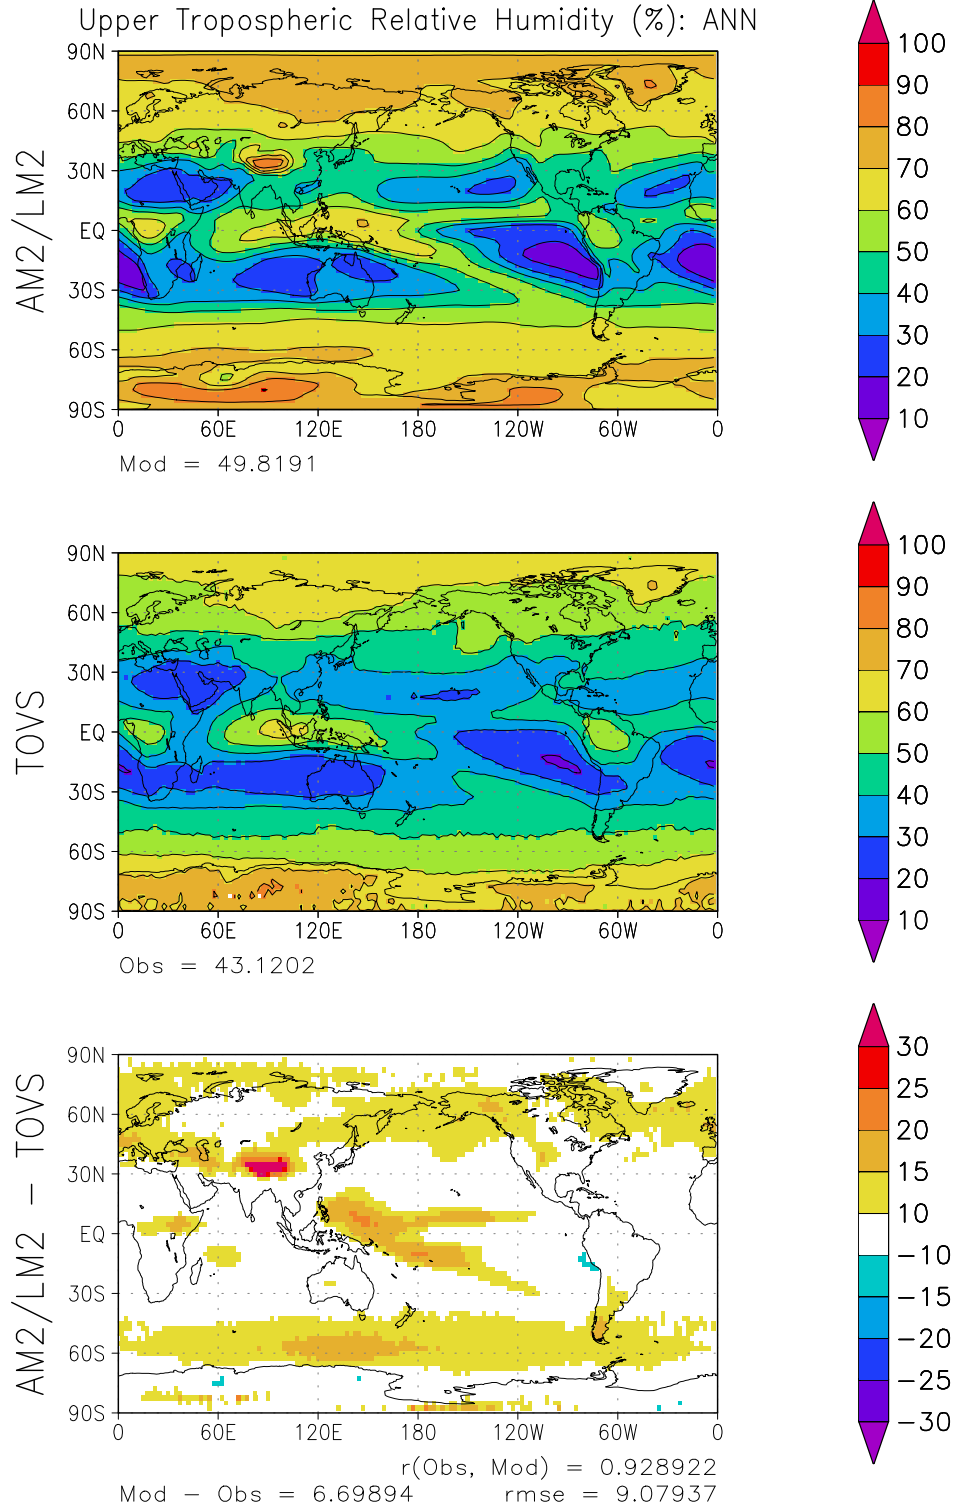 Upper Tropospheric Relative Humidity (%): ANN
AM2/LM2
90N
60N
30N
EQ
30S
60S
90S
0 60E 120E 180 120W 60W 0
Mod = 49.8191
100
90
80
70
60
50
40
30
20
10
TOVS
90N
60N
30N
EQ
30S
60S
90S
0 60E 120E 180 120W 60W 0
Obs = 43.1202
100
90
80
70
60
50
40
30
20
10
AM2/LM2 - TOVS
90N
60N
30N
EQ
30S
60S
90S
0 60E 120E 180 120W 60W 0
30
25
20
15
10
-10
-15
-20
-25
-30
r(Obs, Mod) = 0.928922
Mod - Obs = 6.69894 rmse = 9.07937